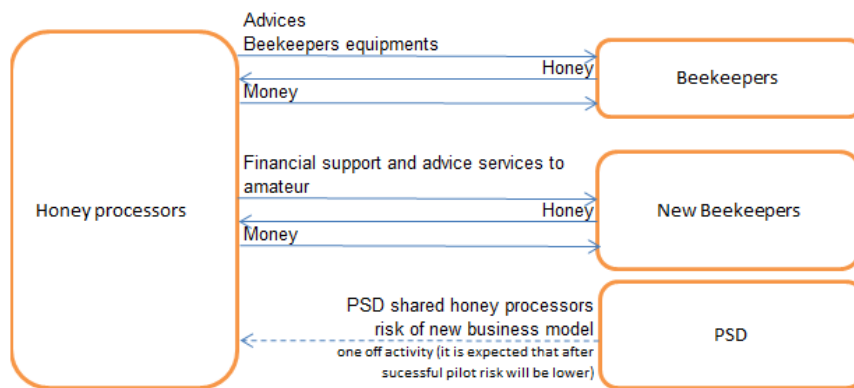 Advices
Beekeepers equipments
Honey
Beekeepers
Money
Financial support and advice services to
amateur
Honey processors
Honey
New Beekeepers
Money
PSD shared honey processors
risk of new business model
PSD
one off activity (it is expected that after
sucessful pilot risk will be lower)